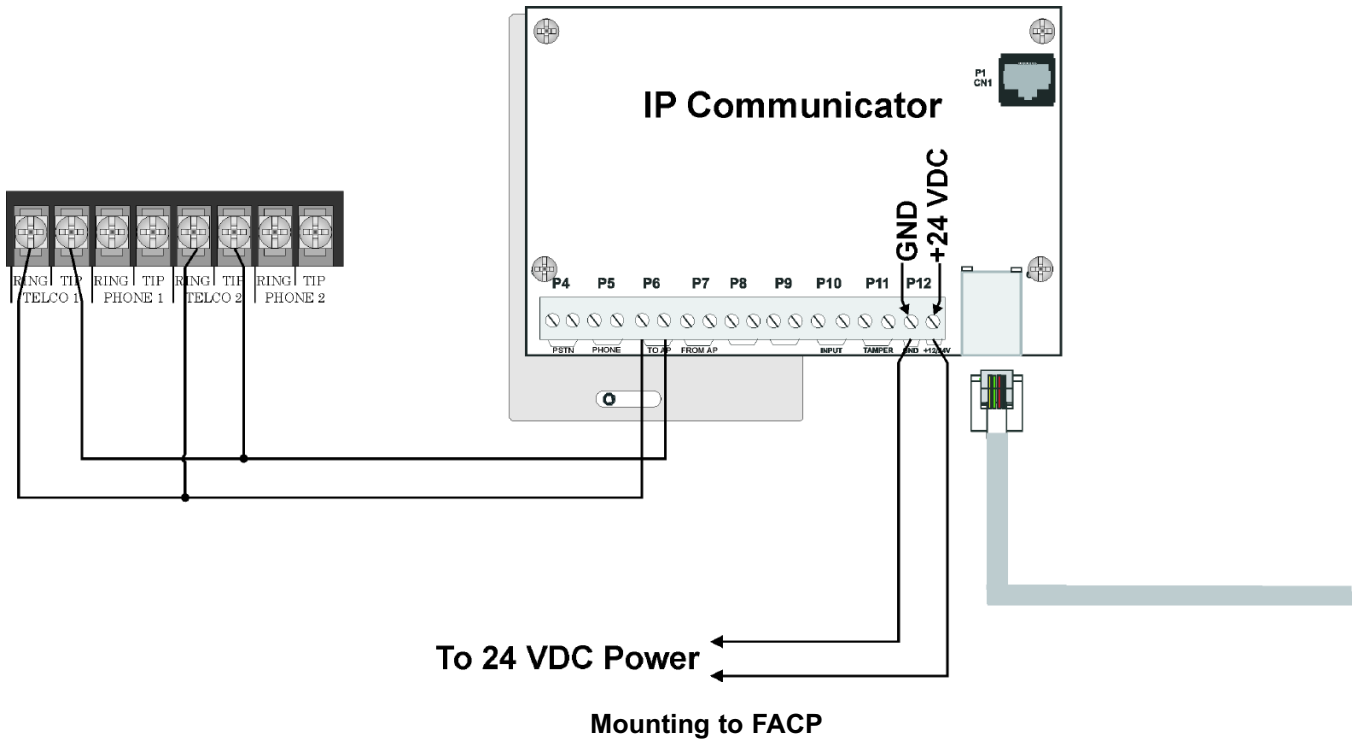 P1
CN1
IP Communicator
GND
+24 VDC
P4 P5 P6 P7 P8 P9 P10 P11 P12
PSTN PHONE TO AP FROM AP INPUT TAMPER GND +12/24V
RING TIP RING TIP RING TIP RING TIP
TELCO 1 PHONE 1 TELCO 2 PHONE 2
To 24 VDC Power
Mounting to FACP